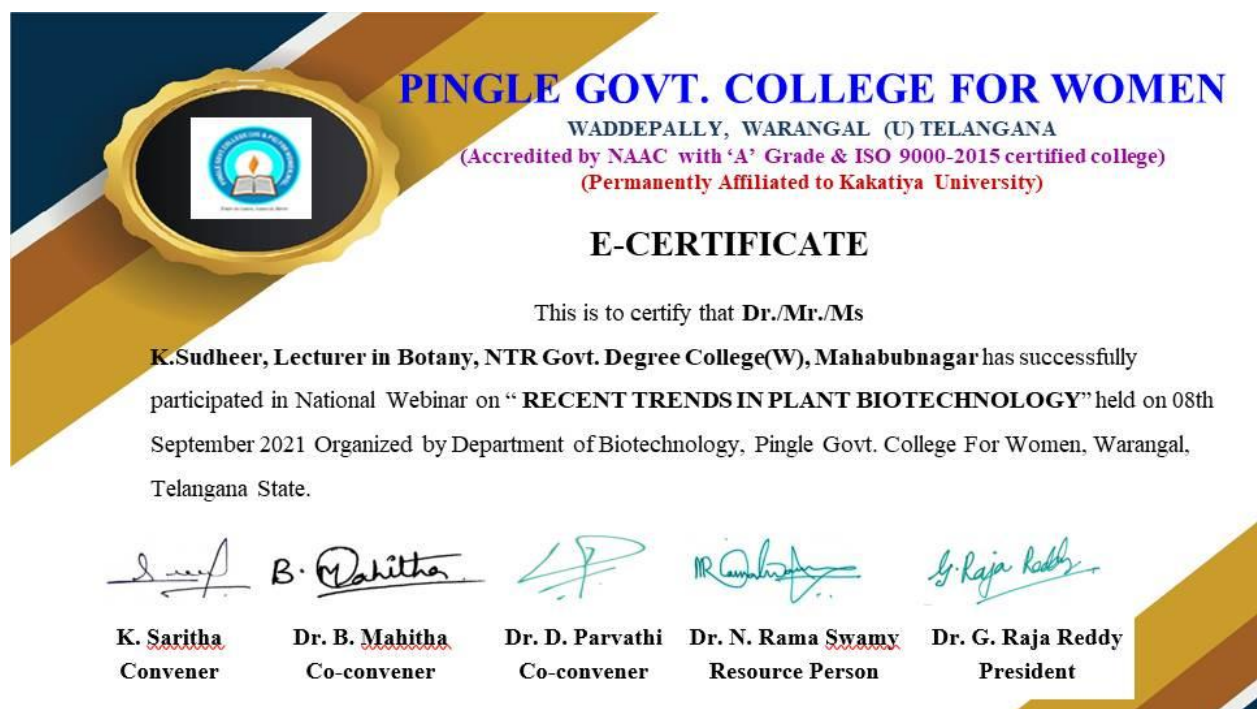 PINGLE GOVT. COLLEGE FOR WOMEN
WADDEPALLY, WARANGAL (U) TELANGANA
(Accredited by NAAC with ‘A’ Grade & ISO 9000-2015 certified college)
(Permanently Affiliated to Kakatiya University)
E-CERTIFICATE
This is to certify that Dr./Mr./Ms
K.Sudheer, Lecturer in Botany, NTR Govt. Degree College(W), Mahabubnagar has successfully
participated in National Webinar on “ RECENT TRENDS IN PLANT BIOTECHNOLOGY” held on 08th
September 2021 Organized by Department of Biotechnology, Pingle Govt. College For Women, Warangal,
Telangana State.
B. Mahitha G. Raja Reddy
K. Saritha Dr. B. Mahitha Dr. D. Parvathi Dr. N. Rama Swamy Dr. G. Raja Reddy
Convener Co-convener Co-convener Resource Person President